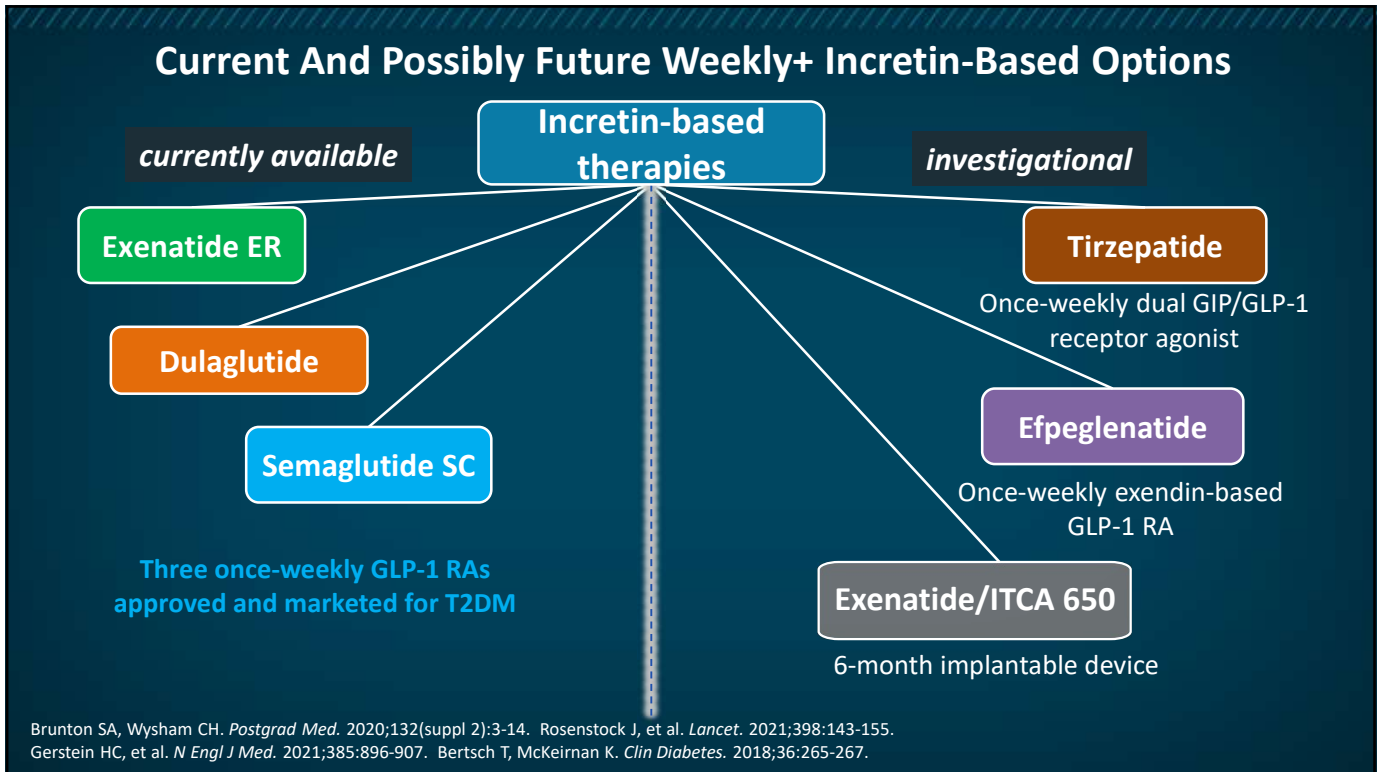 Current And Possibly Future Weekly+ Incretin-Based Options
Incretin-based
therapies
currently available
investigational
Exenatide ER
Dulaglutide
Semaglutide SC
Three once-weekly GLP-1 RAs
approved and marketed for T2DM
Tirzepatide
Once-weekly dual GIP/GLP-1
receptor agonist
Efpeglenatide
Once-weekly exendin-based
GLP-1 RA
Exenatide/ITCA 650
6-month implantable device
Brunton SA, Wysham CH. Postgrad Med. 2020;132(suppl 2):3-14. Rosenstock J, et al. Lancet. 2021;398:143-155.
Gerstein HC, et al. N Engl J Med. 2021;385:896-907. Bertsch T, McKeirnan K. Clin Diabetes. 2018;36:265-267.